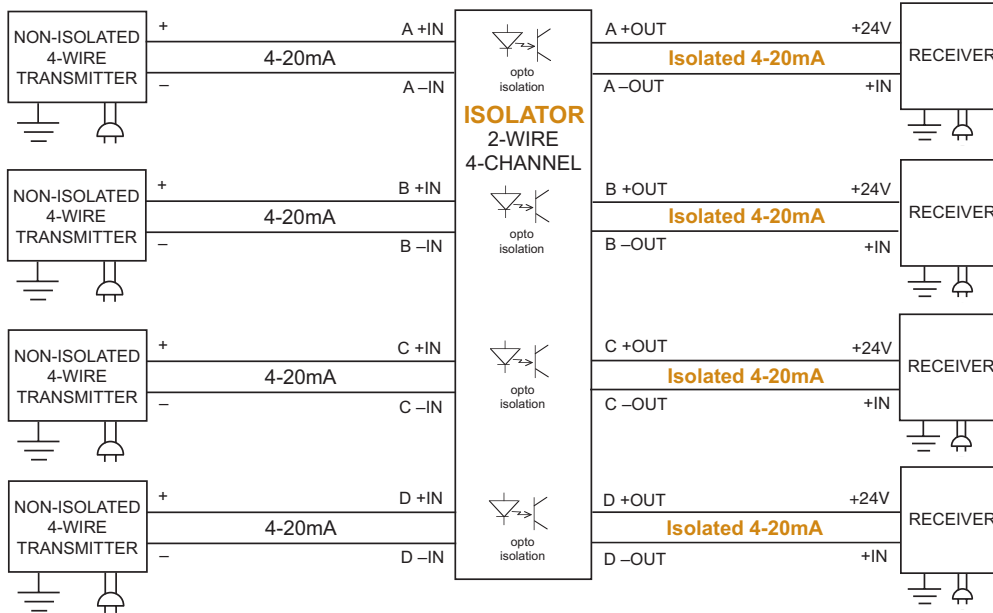 NON-ISOLATED
4-WIRE
TRANSMITTER
+
4-20mA
–
A +IN
A –IN
opto
isolation
ISOLATOR
2-WIRE
4-CHANNEL
A +OUT
+24V
Isolated 4-20mA
A –OUT
+IN
RECEIVER
NON-ISOLATED
4-WIRE
TRANSMITTER
+
4-20mA
–
B +IN
B –IN
opto
isolation
B +OUT
+24V
Isolated 4-20mA
B –OUT
+IN
RECEIVER
NON-ISOLATED
4-WIRE
TRANSMITTER
+
4-20mA
–
C +IN
C –IN
opto
isolation
C +OUT
+24V
Isolated 4-20mA
C –OUT
+IN
RECEIVER
NON-ISOLATED
4-WIRE
TRANSMITTER
+
4-20mA
–
D +IN
D –IN
opto
isolation
D +OUT
+24V
Isolated 4-20mA
D –OUT
+IN
RECEIVER